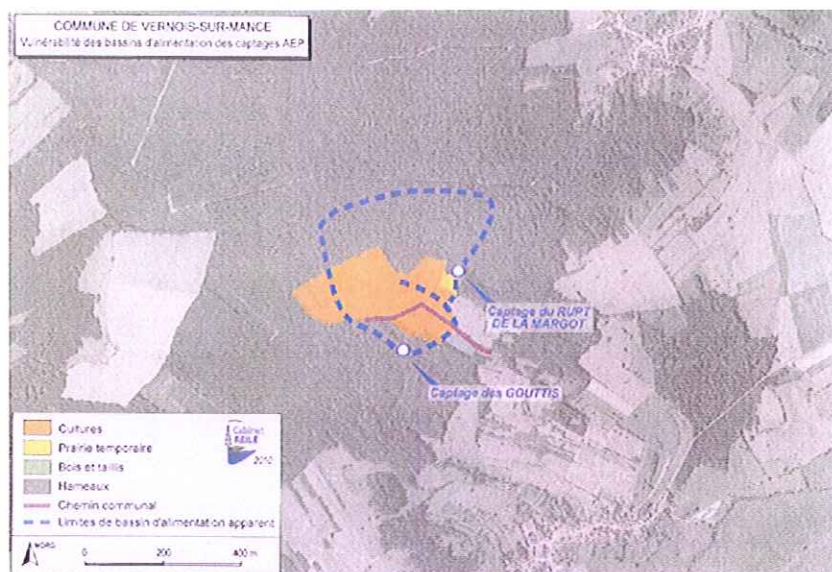 COMMUNE DE VERNOIS-SUR-MANCE
Vulnérabilité des bassins d'alimentation des captages AEP
Captage du RUPT
DE LA MARGOT
Captage des GOUTTIS
Cultures
Prairie temporaire
Bois et taillis
Hameaux
Chemin communal
Limites de bassin d'alimentation apparent
Cabinet
REILE
2010
NORD
0 200 400 m